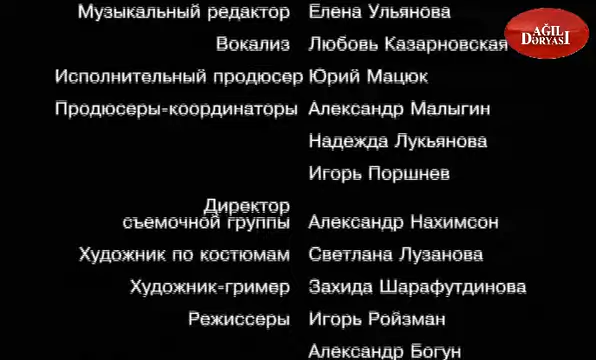 Музыкальный редактор Елена Ульянова
Вокализ Любовь Казарновская
AĞIL
DƏRYASI
Исполнительный продюсер Юрий Мацюк
Продюсеры-координаторы Александр Малыгин
Надежда Лукьянова
Игорь Поршнев
Директор
съемочной группы Александр Нахимсон
Художник по костюмам Светлана Лузанова
Художник-гример Захида Шарафутдинова
Режиссеры Игорь Ройзман
Александр Богун